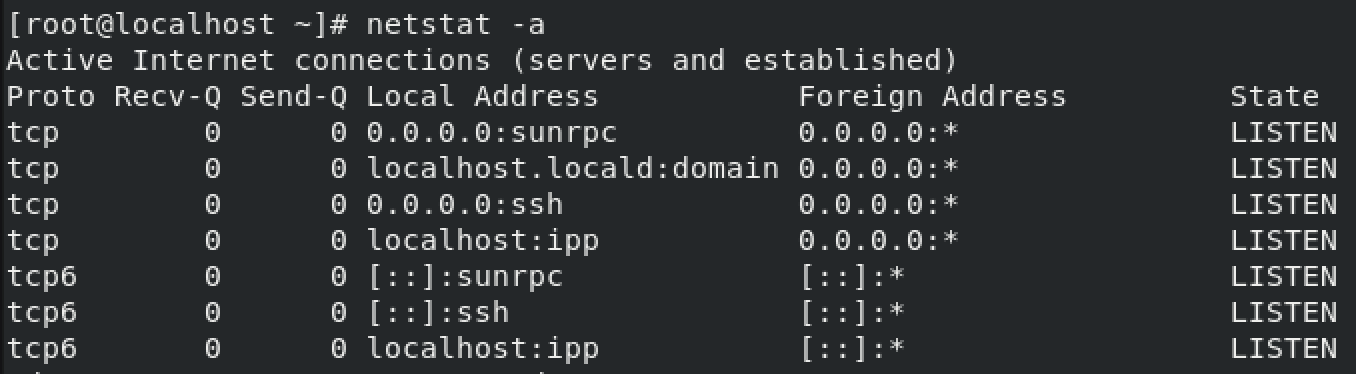 [root@localhost ~]# netstat -a
Active Internet connections (servers and established)
Proto Recv-Q Send-Q Local Address           Foreign Address         State
tcp        0      0 0.0.0.0:sunrpc          0.0.0.0:*               LISTEN
tcp        0      0 localhost.locald:domain 0.0.0.0:*               LISTEN
tcp        0      0 0.0.0.0:ssh             0.0.0.0:*               LISTEN
tcp        0      0 localhost:ipp           0.0.0.0:*               LISTEN
tcp6       0      0 [::]:sunrpc             [::]:*                  LISTEN
tcp6       0      0 [::]:ssh                [::]:*                  LISTEN
tcp6       0      0 localhost:ipp           [::]:*                  LISTEN